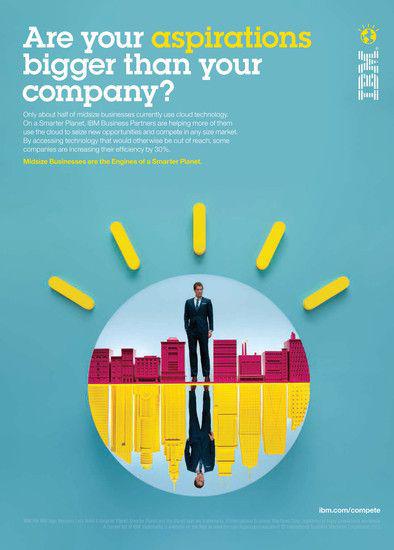 Are your aspirations
bigger than your
company?
IBM®
Only about half of midsize businesses currently use cloud technology.
On a Smarter Planet, IBM Business Partners are helping more of them
use the cloud to seize new opportunities and compete in any size market.
By accessing technology that would otherwise be out of reach, some
companies are increasing their efficiency by 30%.
Midsize Businesses are the Engines of a Smarter Planet.
ibm.com/compete